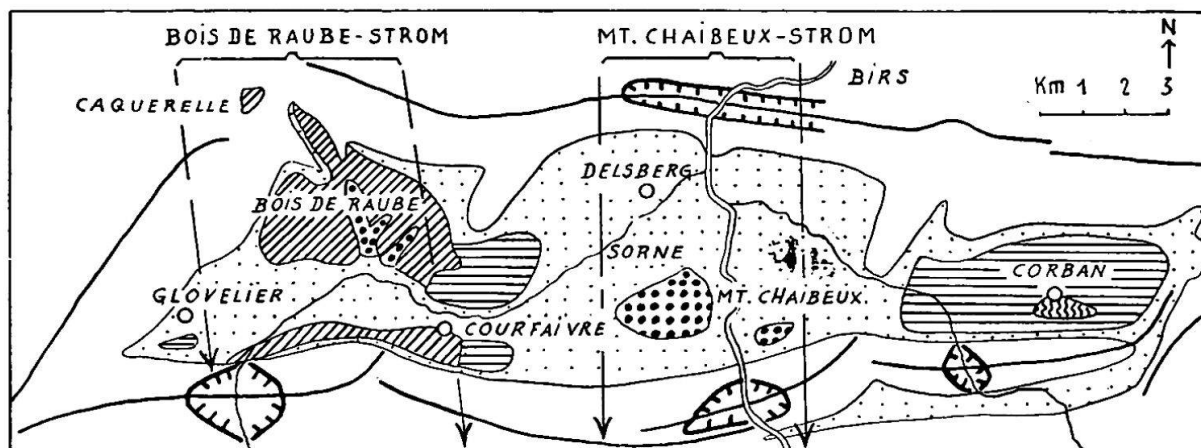 BOIS DE RAUBE-STROM
MT. CHAIBEUX-STROM
N
BIRS
Km 1 2 3
CAQUERELLE
DELSBERG
BOIS DE RAUBE
SORNE
CORBAN
GLOVELIER
MT. CHAIBEUX.
COURFAIVRE